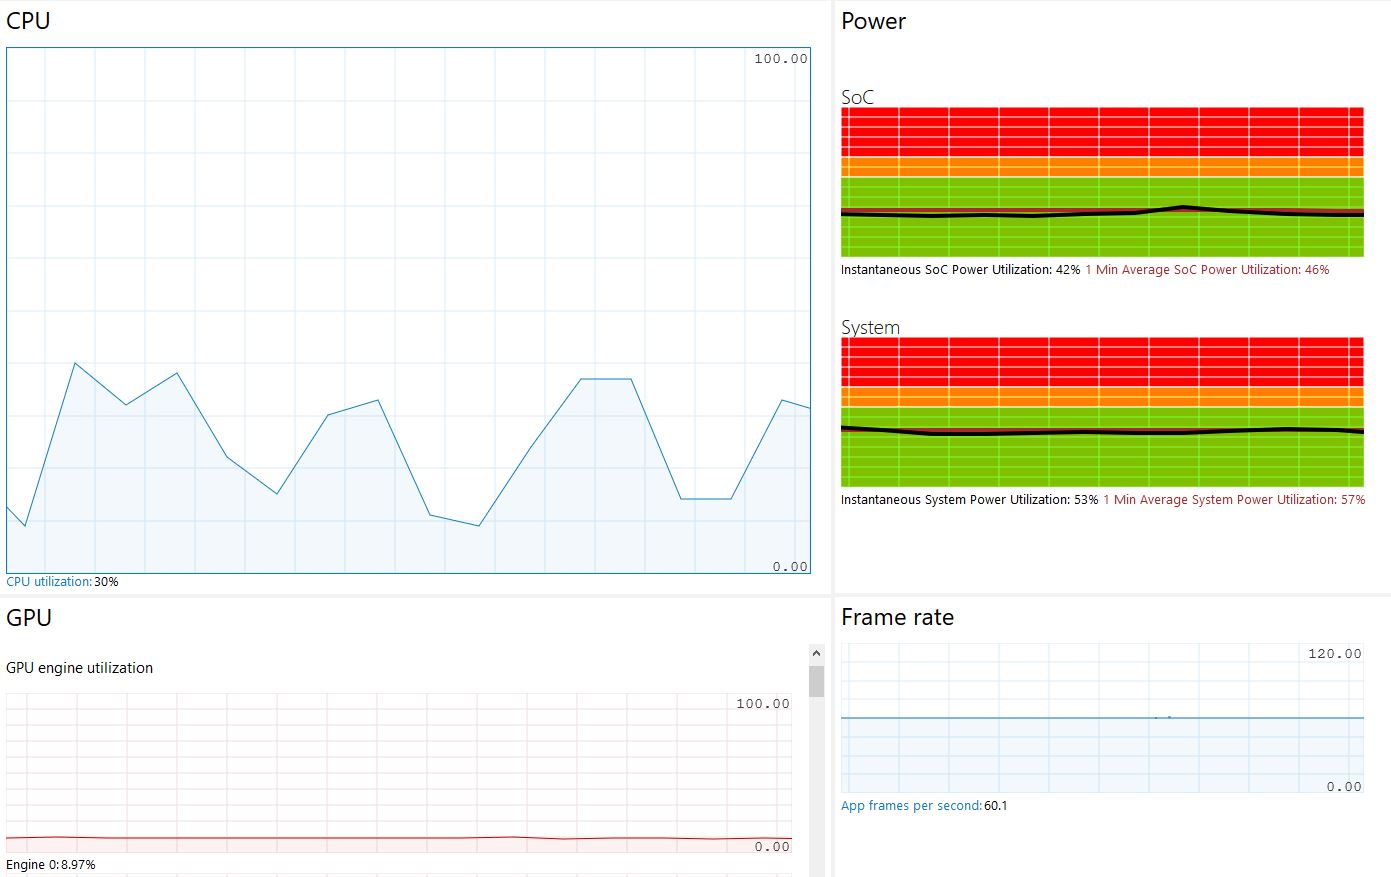 CPU
100.00
0.00
CPU utilization: 30%
Power
SoC
Instantaneous SoC Power Utilization: 42% 1 Min Average SoC Power Utilization: 46%
System
Instantaneous System Power Utilization: 53% 1 Min Average System Power Utilization: 57%
GPU
GPU engine utilization
100.00
0.00
Engine 0: 8.97%
Frame rate
120.00
0.00
App frames per second: 60.1